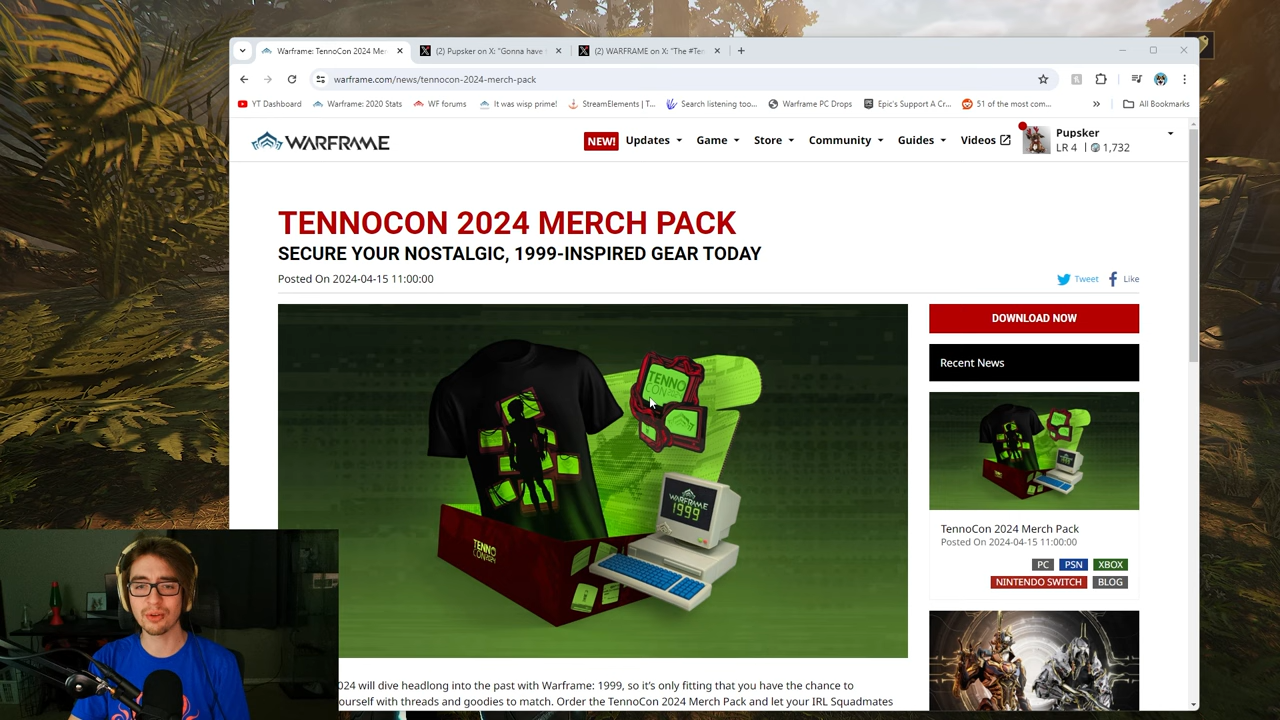 Warframe: TennoCon 2024 Mer
(2) Pupsker on X: "Gonna have
(2) WARFRAME on X: "The #Ten
warframe.com/news/tennocon-2024-merch-pack
YT Dashboard
Warframe: 2020 Stats
WF forums
It was wisp prime!
StreamElements | T...
Search listening too...
Warframe PC Drops
Epic's Support A Cr...
51 of the most com...
All Bookmarks
WARFRAME
NEW!
Updates
Game
Store
Community
Guides
Videos
Pupsker
LR 4 | 1,732
TENNOCON 2024 MERCH PACK
SECURE YOUR NOSTALGIC, 1999-INSPIRED GEAR TODAY
Posted On 2024-04-15 11:00:00
Tweet
Like
TENNO
CON
WARFRAME
1999
TENNO
CON2024
DOWNLOAD NOW
Recent News
TennoCon 2024 Merch Pack
Posted On 2024-04-15 11:00:00
PC
PSN
XBOX
NINTENDO SWITCH
BLOG
024 will dive headlong into the past with Warframe: 1999, so it's only fitting that you have the chance to
ourself with threads and goodies to match. Order the TennoCon 2024 Merch Pack and let your IRL Squadmates